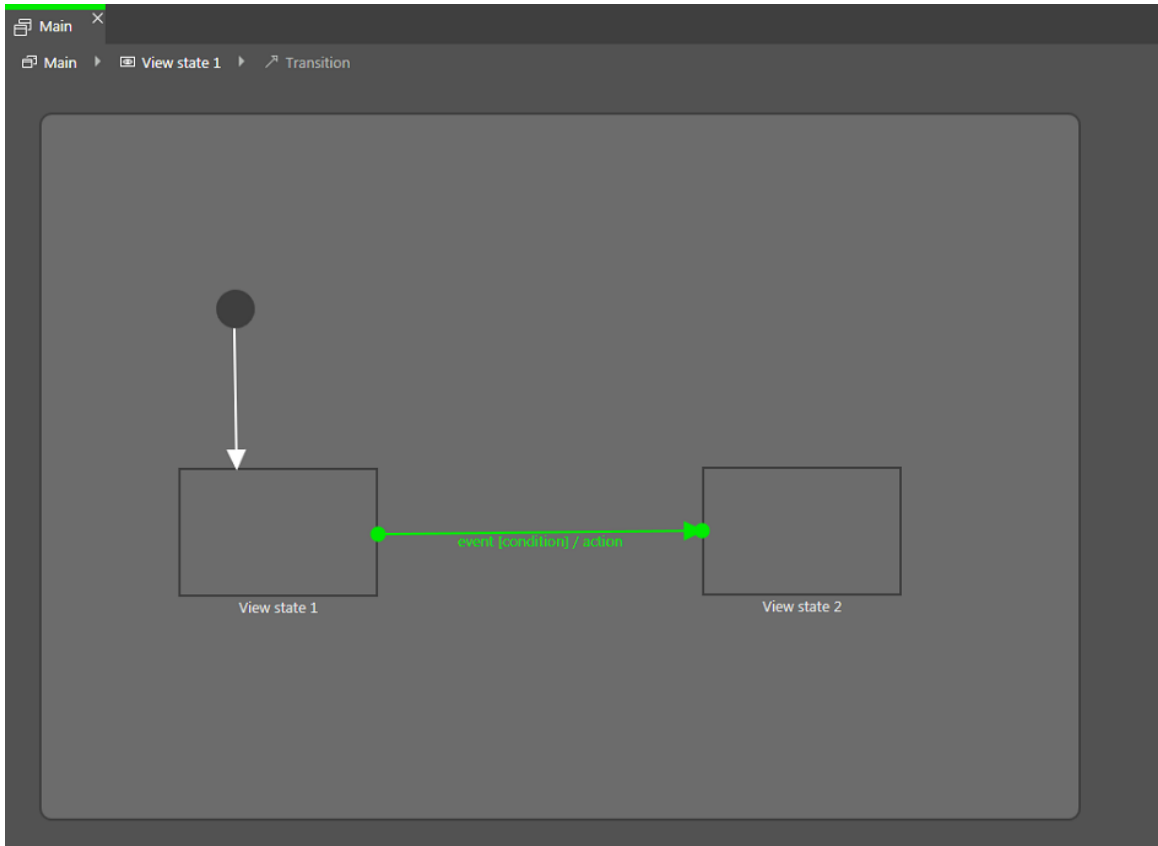 Main
Main View state 1 Transition
event [condition] / action
View state 1
View state 2